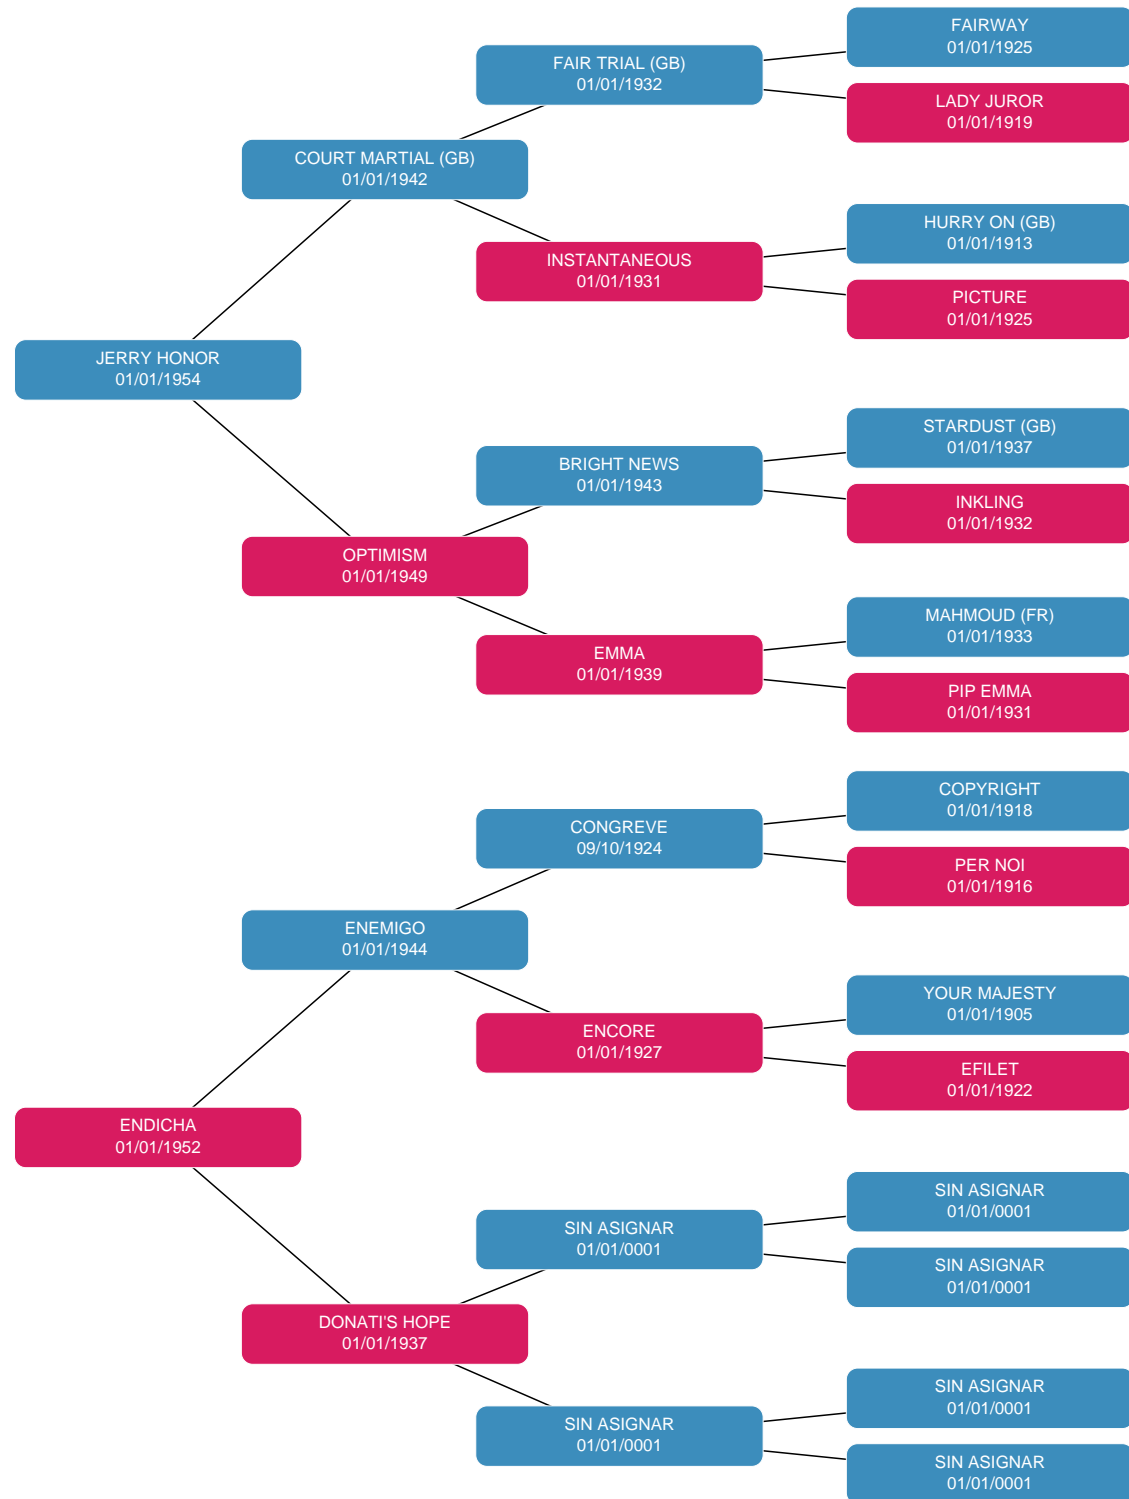 FAIRWAY
01/01/1925
FAIR TRIAL (GB)
01/01/1932
LADY JUROR
01/01/1919
COURT MARTIAL (GB)
01/01/1942
HURRY ON (GB)
01/01/1913
INSTANTANEOUS
01/01/1931
PICTURE
01/01/1925
JERRY HONOR
01/01/1954
STARDUST (GB)
01/01/1937
BRIGHT NEWS
01/01/1943
INKLING
01/01/1932
OPTIMISM
01/01/1949
MAHMOUD (FR)
01/01/1933
EMMA
01/01/1939
PIP EMMA
01/01/1931
COPYRIGHT
01/01/1918
CONGREVE
09/10/1924
PER NOI
01/01/1916
ENEMIGO
01/01/1944
YOUR MAJESTY
01/01/1905
ENCORE
01/01/1927
EFILET
01/01/1922
ENDICHA
01/01/1952
SIN ASIGNAR
01/01/0001
SIN ASIGNAR
01/01/0001
SIN ASIGNAR
01/01/0001
DONATI'S HOPE
01/01/1937
SIN ASIGNAR
01/01/0001
SIN ASIGNAR
01/01/0001
SIN ASIGNAR
01/01/0001